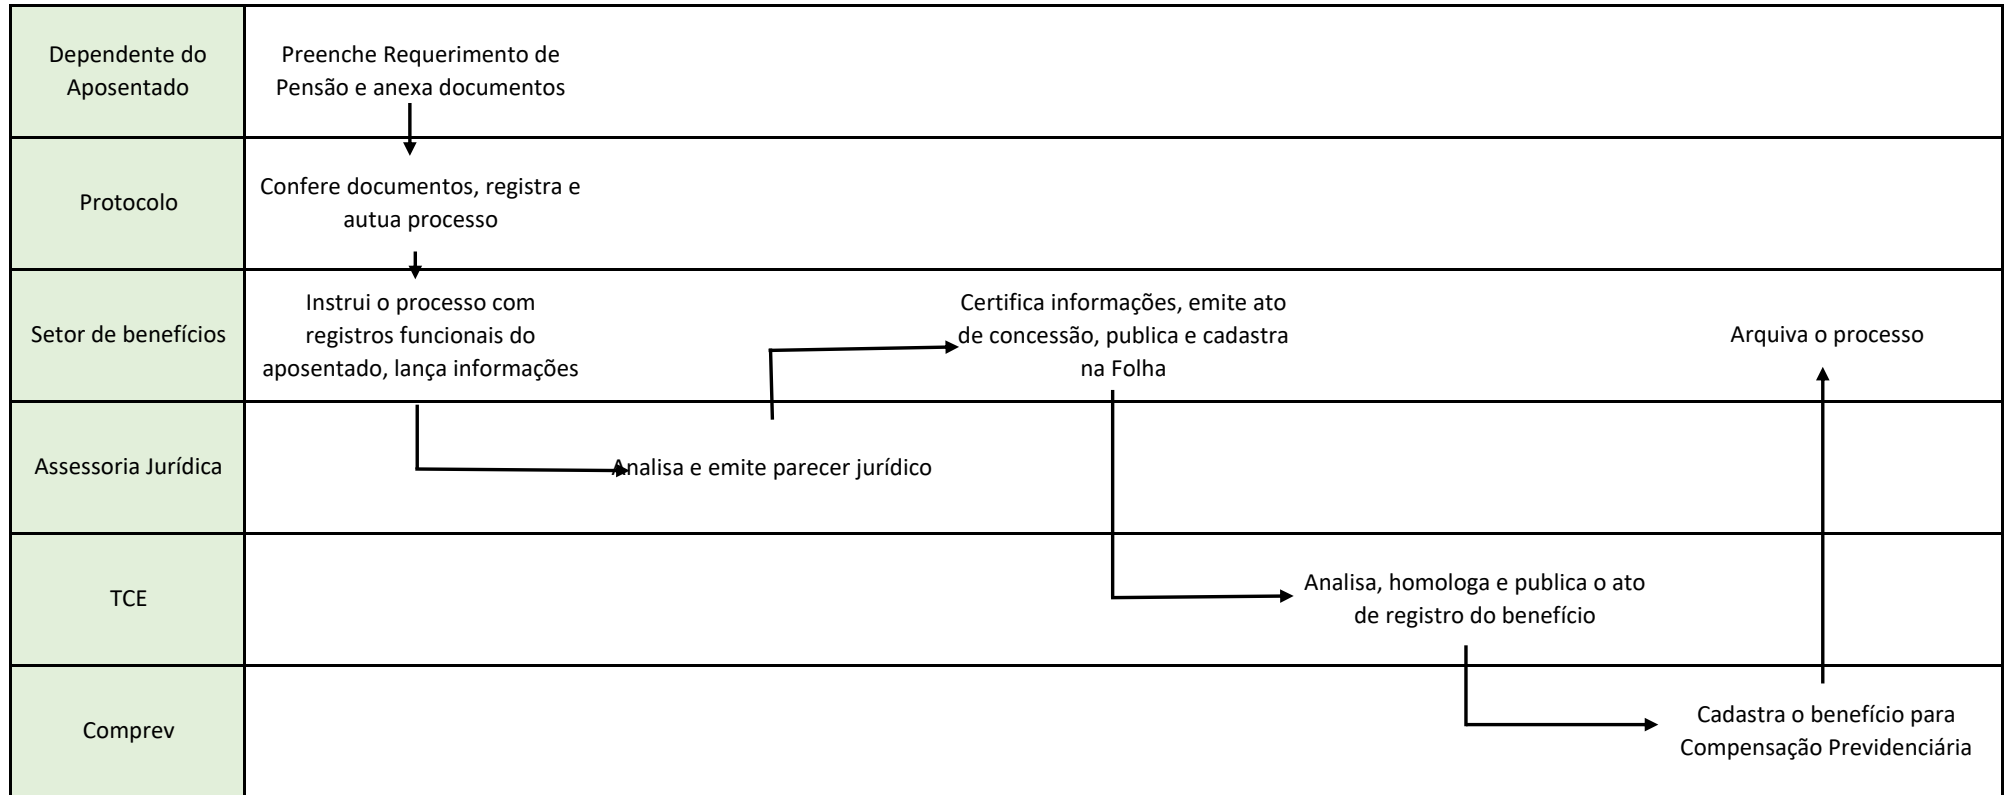 Dependente do
Aposentado
Preenche Requerimento de
Pensão e anexa documentos
Protocolo
Confere documentos, registra e
autua processo
Setor de benefícios
Instrui o processo com
registros funcionais do
aposentado, lança informações
Certifica informações, emite ato
de concessão, publica e cadastra
na Folha
Arquiva o processo
Assessoria Jurídica
Analisa e emite parecer jurídico
TCE
Analisa, homologa e publica o ato
de registro do benefício
Comprev
Cadastra o benefício para
Compensação Previdenciária